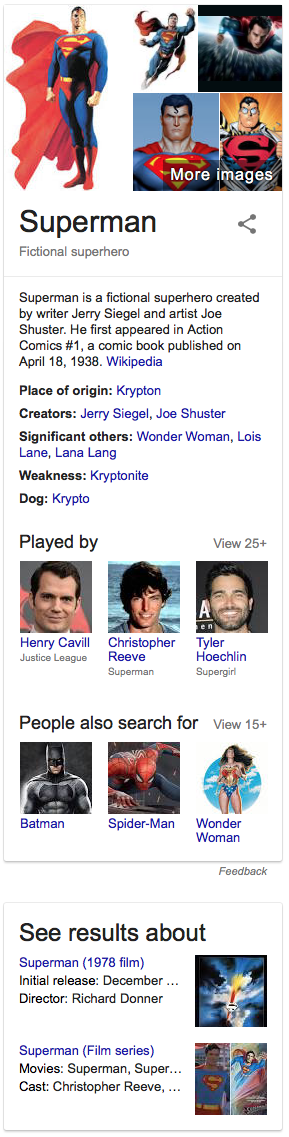 More images
Superman
Fictional superhero
Superman is a fictional superhero created
by writer Jerry Siegel and artist Joe
Shuster. He first appeared in Action
Comics #1, a comic book published on
April 18, 1938. Wikipedia
Place of origin: Krypton
Creators: Jerry Siegel, Joe Shuster
Significant others: Wonder Woman, Lois
Lane, Lana Lang
Weakness: Kryptonite
Dog: Krypto
Played by
View 25+
Henry Cavill
Justice League
Christopher
Reeve
Superman
Tyler
Hoechlin
Supergirl
People also search for
View 15+
Batman
Spider-Man
Wonder
Woman
Feedback
See results about
Superman (1978 film)
Initial release: December ...
Director: Richard Donner
Superman (Film series)
Movies: Superman, Super...
Cast: Christopher Reeve, ...